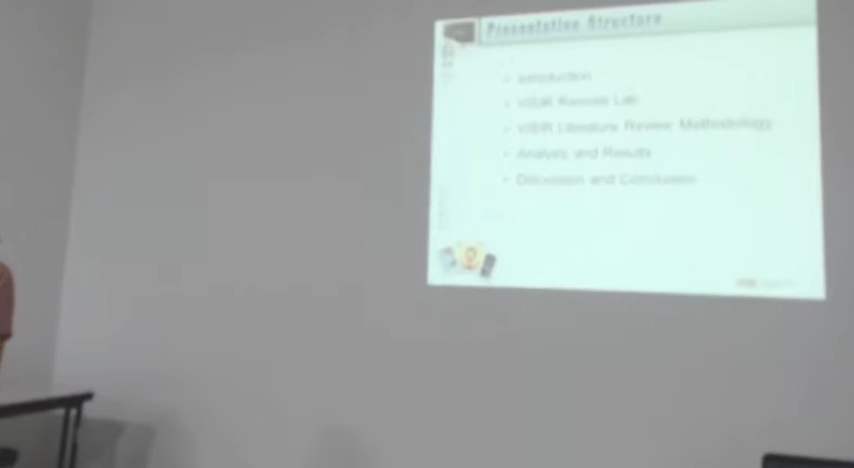 Presentation Structure
Introduction
VISIR Remote Lab
VISIR Literature Review Methodology
Analysis and Results
Discussion and Conclusion